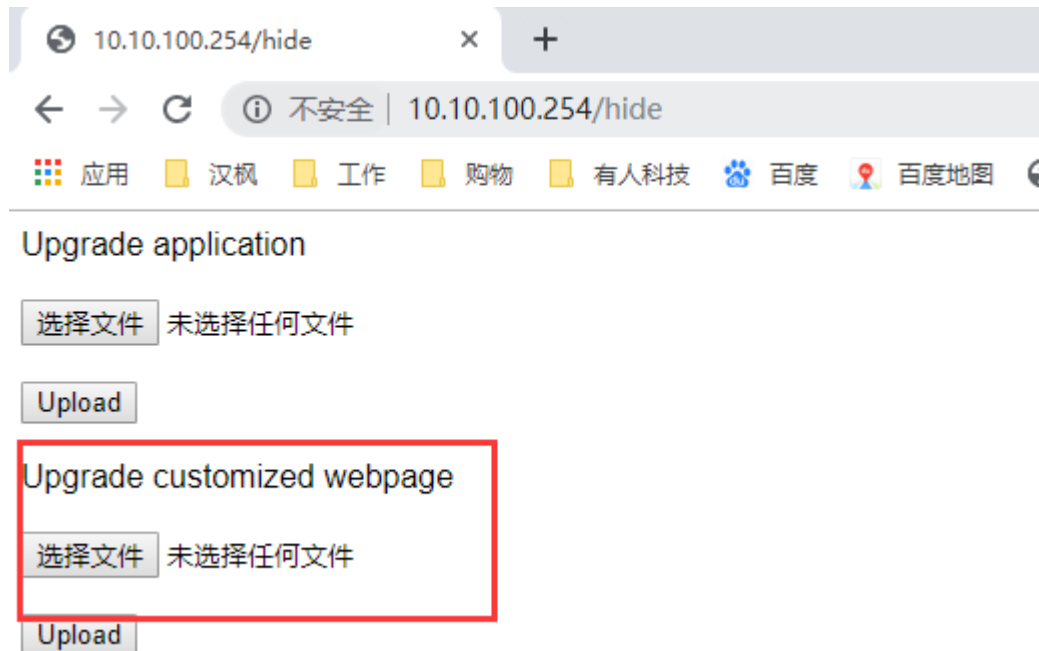 10.10.100.254/hide
不安全 | 10.10.100.254/hide
应用 汉枫 工作 购物 有人科技 百度 百度地图
Upgrade application
选择文件 未选择任何文件
Upload
Upgrade customized webpage
选择文件 未选择任何文件
Upload